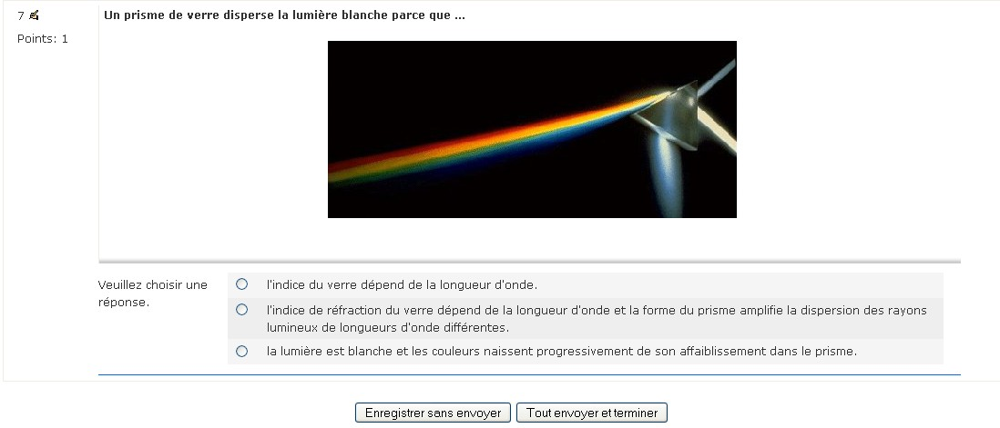 7
Un prisme de verre disperse la lumière blanche parce que ...
Points: 1
Veuillez choisir une
réponse.
l'indice du verre dépend de la longueur d'onde.
l'indice de réfraction du verre dépend de la longueur d'onde et la forme du prisme amplifie la dispersion des rayons
lumineux de longueurs d'onde différentes.
la lumière est blanche et les couleurs naissent progressivement de son affaiblissement dans le prisme.
Enregistrer sans envoyer
Tout envoyer et terminer